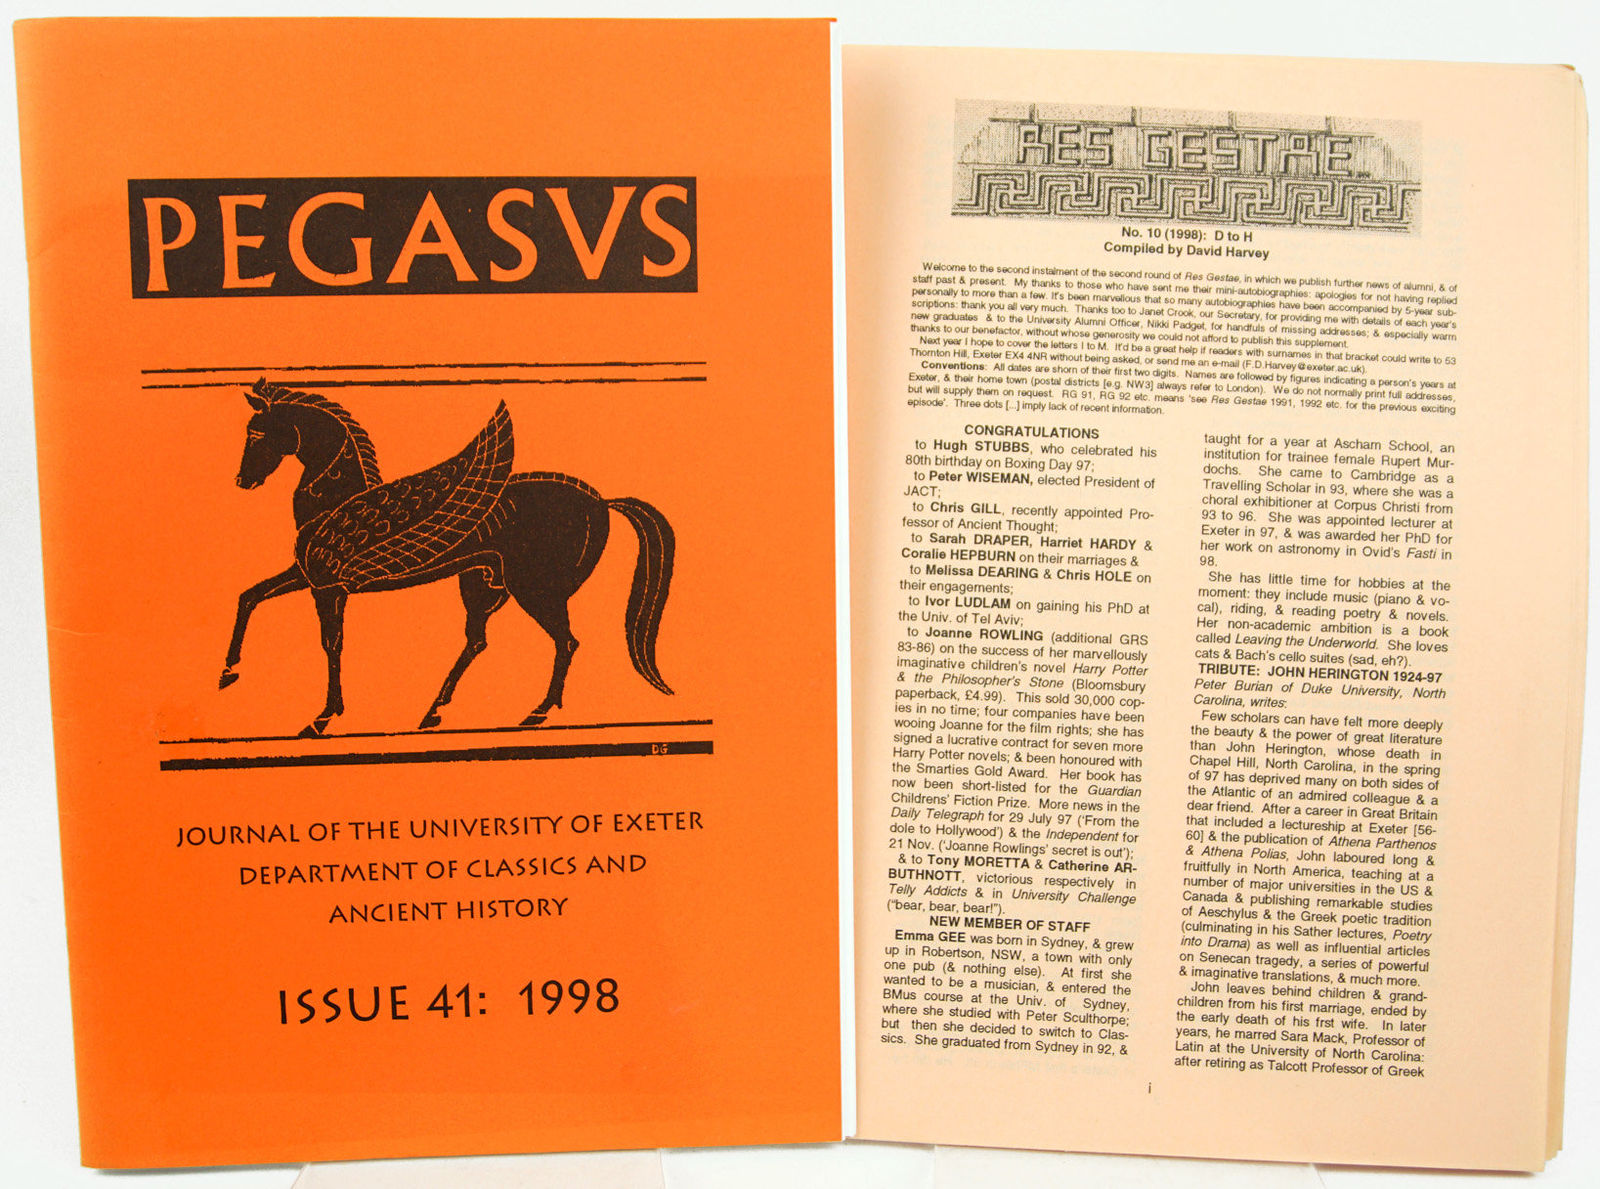 PEGASVS
DG
JOURNAL OF THE UNIVERSITY OF EXETER
DEPARTMENT OF CLASSICS AND
ANCIENT HISTORY
ISSUE 41: 1998
RES GESTAE
No. 10 (1998): D to H
Compiled by David Harvey
Welcome to the second instalment of the second round of Res Gestae, in which we publish further news of alumni, & of
staff past & present. My thanks to those who have sent me their mini-autobiographies: apologies for not having replied
personally to more than a few. It's been marvellous that so many autobiographies have been accompanied by 5-year sub-
scriptions: thank you all very much. Thanks too to Janet Crook, our Secretary, for providing me with details of each year's
new graduates & to the University Alumni Officer, Nikki Padget, for handfuls of missing addresses; & especially warm
thanks to our benefactor, without whose generosity we could not afford to publish this supplement.
Next year I hope to cover the letters I to M. It'd be a great help if readers with surnames in that bracket could write to 53
Thornton Hill, Exeter EX4 4NR without being asked, or send me an e-mail (F.D.Harvey@exeter.ac.uk).
Conventions: All dates are shorn of their first two digits. Names are followed by figures indicating a person's years at
Exeter, & their home town (postal districts [e.g. NW3] always refer to London). We do not normally print full addresses,
but will supply them on request. RG 91, RG 92 etc. means 'see Res Gestae 1991, 1992 etc. for the previous exciting
episode'. Three dots [...] imply lack of recent information.
CONGRATULATIONS
to Hugh STUBBS, who celebrated his
80th birthday on Boxing Day 97;
to Peter WISEMAN, elected President of
JACT;
to Chris GILL, recently appointed Pro-
fessor of Ancient Thought;
to Sarah DRAPER, Harriet HARDY &
Coralie HEPBURN on their marriages &
to Melissa DEARING & Chris HOLE on
their engagements;
to Ivor LUDLAM on gaining his PhD at
the Univ. of Tel Aviv;
to Joanne ROWLING (additional GRS
83-86) on the success of her marvellously
imaginative children's novel Harry Potter
& the Philosopher's Stone (Bloomsbury
paperback, £4.99). This sold 30,000 cop-
ies in no time; four companies have been
wooing Joanne for the film rights; she has
signed a lucrative contract for seven more
Harry Potter novels; & been honoured with
the Smarties Gold Award. Her book has
now been short-listed for the Guardian
Childrens' Fiction Prize. More news in the
Daily Telegraph for 29 July 97 ('From the
dole to Hollywood') & the Independent for
21 Nov. ('Joanne Rowlings' secret is out');
& to Tony MORETTA & Catherine AR-
BUTHNOTT, victorious respectively in
Telly Addicts & in University Challenge
("bear, bear, bear!").
NEW MEMBER OF STAFF
Emma GEE was born in Sydney, & grew
up in Robertson, NSW, a town with only
one pub (& nothing else). At first she
wanted to be a musician, & entered the
BMus course at the Univ. of Sydney,
where she studied with Peter Sculthorpe;
but then she decided to switch to Clas-
sics. She graduated from Sydney in 92, &
taught for a year at Ascham School, an
institution for trainee female Rupert Mur-
dochs. She came to Cambridge as a
Travelling Scholar in 93, where she was a
choral exhibitioner at Corpus Christi from
93 to 96. She was appointed lecturer at
Exeter in 97, & was awarded her PhD for
her work on astronomy in Ovid's Fasti in
98.
She has little time for hobbies at the
moment: they include music (piano & vo-
cal), riding, & reading poetry & novels.
Her non-academic ambition is a book
called Leaving the Underworld. She loves
cats & Bach's cello suites (sad, eh?).
TRIBUTE: JOHN HERINGTON 1924-97
Peter Burian of Duke University, North
Carolina, writes:
Few scholars can have felt more deeply
the beauty & the power of great literature
than John Herington, whose death in
Chapel Hill, North Carolina, in the spring
of 97 has deprived many on both sides of
the Atlantic of an admired colleague & a
dear friend. After a career in Great Britain
that included a lectureship at Exeter [56-
60] & the publication of Athena Parthenos
& Athena Polias, John laboured long &
fruitfully in North America, teaching at a
number of major universities in the US &
Canada & publishing remarkable studies
of Aeschylus & the Greek poetic tradition
(culminating in his Sather lectures, Poetry
into Drama) as well as influential articles
on Senecan tragedy, a series of powerful
& imaginative translations, & much more.
John leaves behind children & grand-
children from his first marriage, ended by
the early death of his frst wife. In later
years, he marred Sara Mack, Professor of
Latin at the University of North Carolina:
after retiring as Talcott Professor of Greek
i